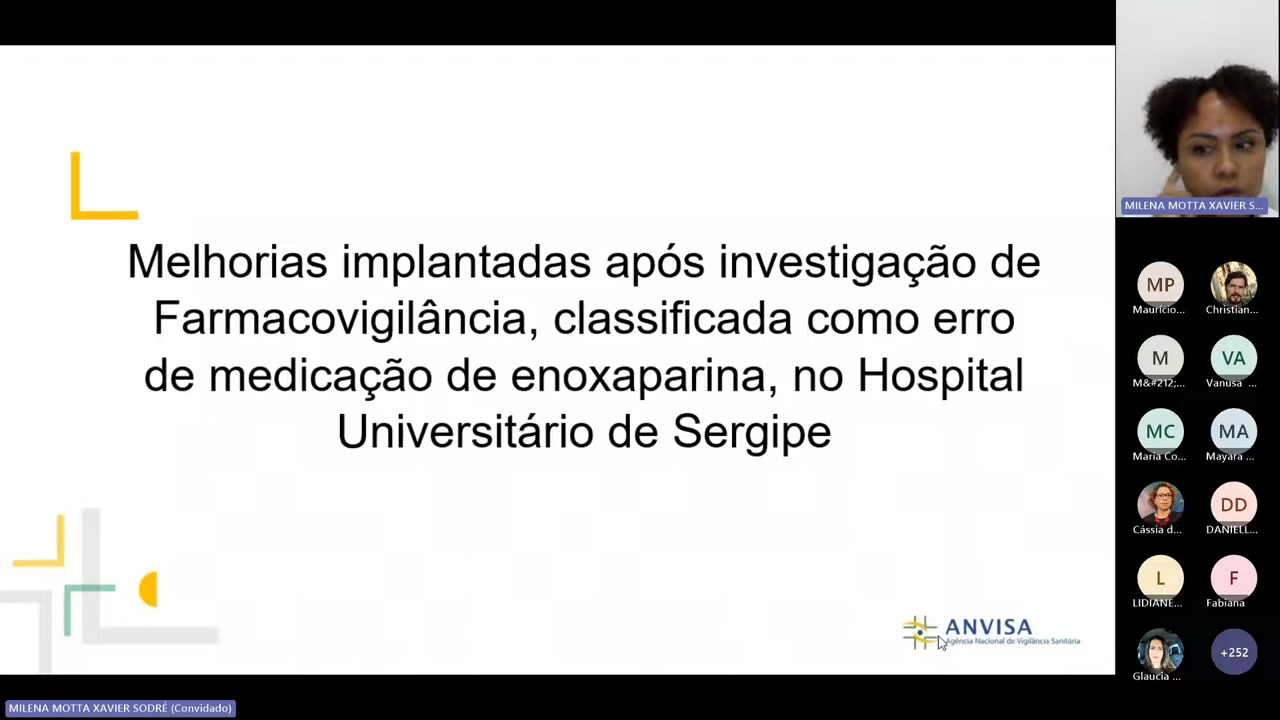 Melhorias implantadas após investigação de
Farmacovigilância, classificada como erro
de medicação de enoxaparina, no Hospital
Universitário de Sergipe
ANVISA
Agência Nacional de Vigilância Sanitária
MILENA MOTTA XAVIER S...
MP
Maurício...
Christian...
M
M&#212;...
VA
Vanusa ...
MC
Maria Co...
MA
Mayara ...
Cássia d...
DD
DANIELL...
L
LIDIANE...
F
Fabiana
Glaucia ...
+252
MILENA MOTTA XAVIER SODRÉ (Convidado)